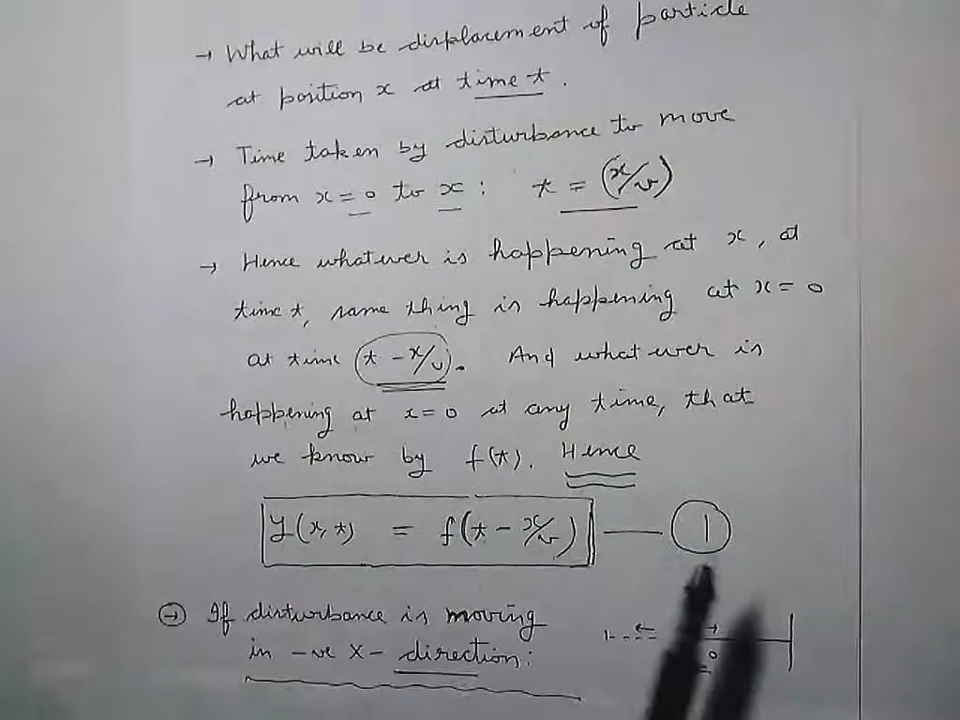 → What will be displacement of particle
at position x at time t.
→ Time taken by disturbance to move
from x=0 to x : t = (x/v)
→ Hence whatever is happening at x, at
time t, same thing is happening at x=0
at time (t - x/v). And whatever is
happening at x=0 at any time, that
we know by f(t). Hence
y(x,t) = f(t - x/v) — 1
→ If disturbance is moving
in -ve X- direction:
← →
0